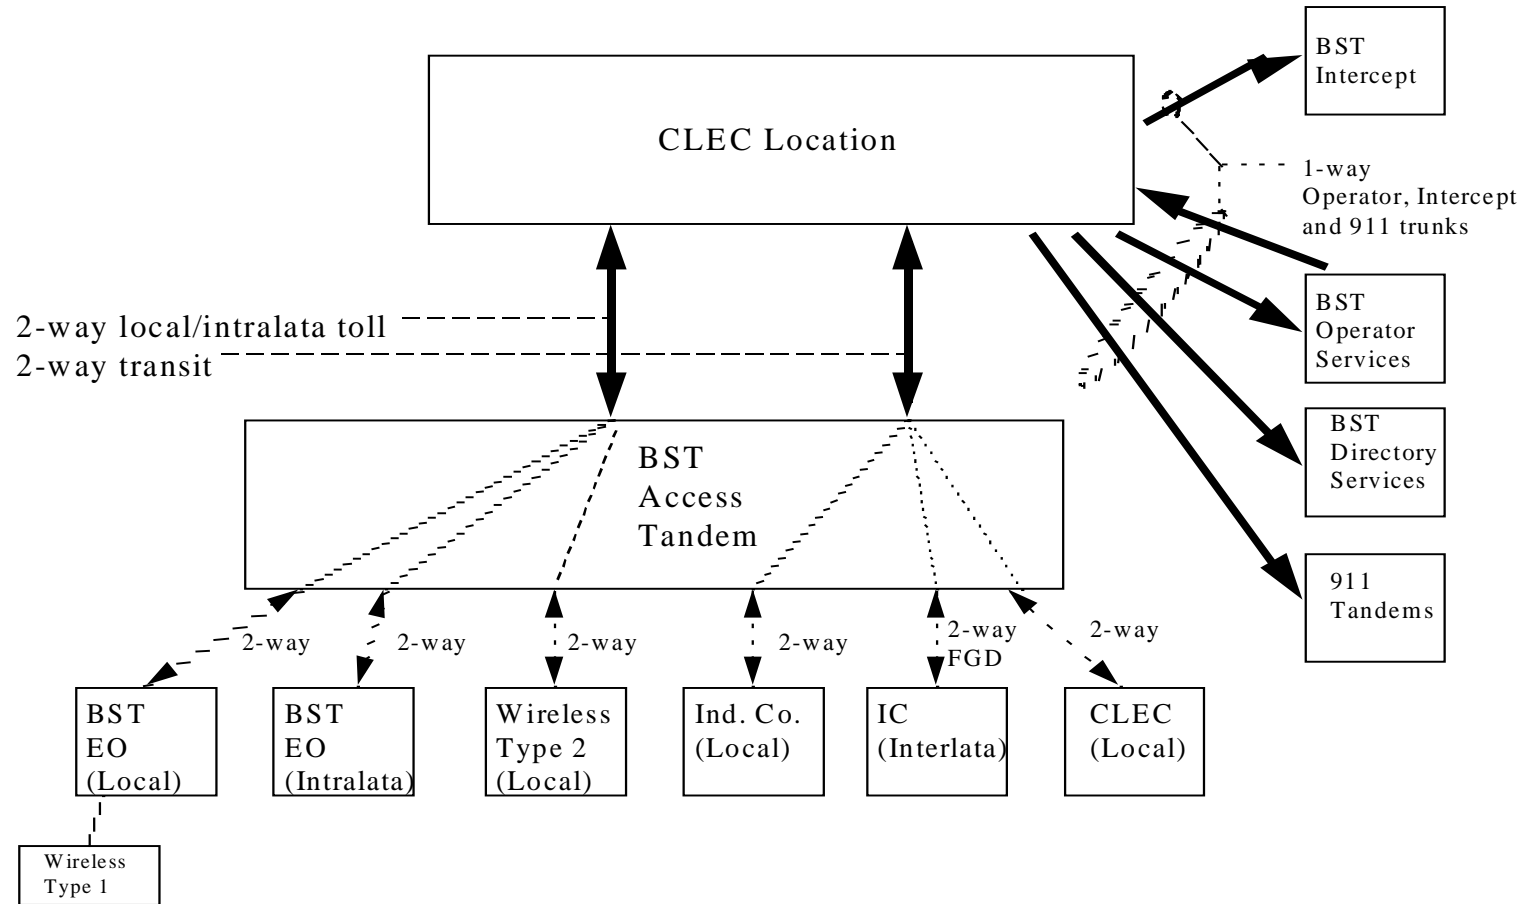 BST
Intercept
CLEC Location
1-way
Operator, Intercept
and 911 trunks
BST
Operator
Services
2-way local/intralata toll
2-way transit
BST
Directory
Services
BST
Access
Tandem
911
Tandems
2-way
2-way
2-way
2-way
2-way
FGD
2-way
BST
EO
(Local)
BST
EO
(Intralata)
Wireless
Type 2
(Local)
Ind. Co.
(Local)
IC
(Interlata)
CLEC
(Local)
Wireless
Type 1